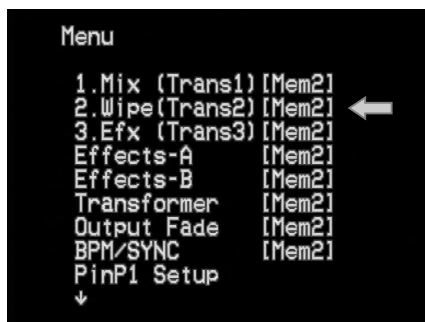 Menu
1.Mix (Trans1)[Mem2]
2.Wipe(Trans2)[Mem2]
3.Efx (Trans3)[Mem2]
Effects-A [Mem2]
Effects-B [Mem2]
Transformer [Mem2]
Output Fade [Mem2]
BPM/SYNC [Mem2]
PinP1 Setup